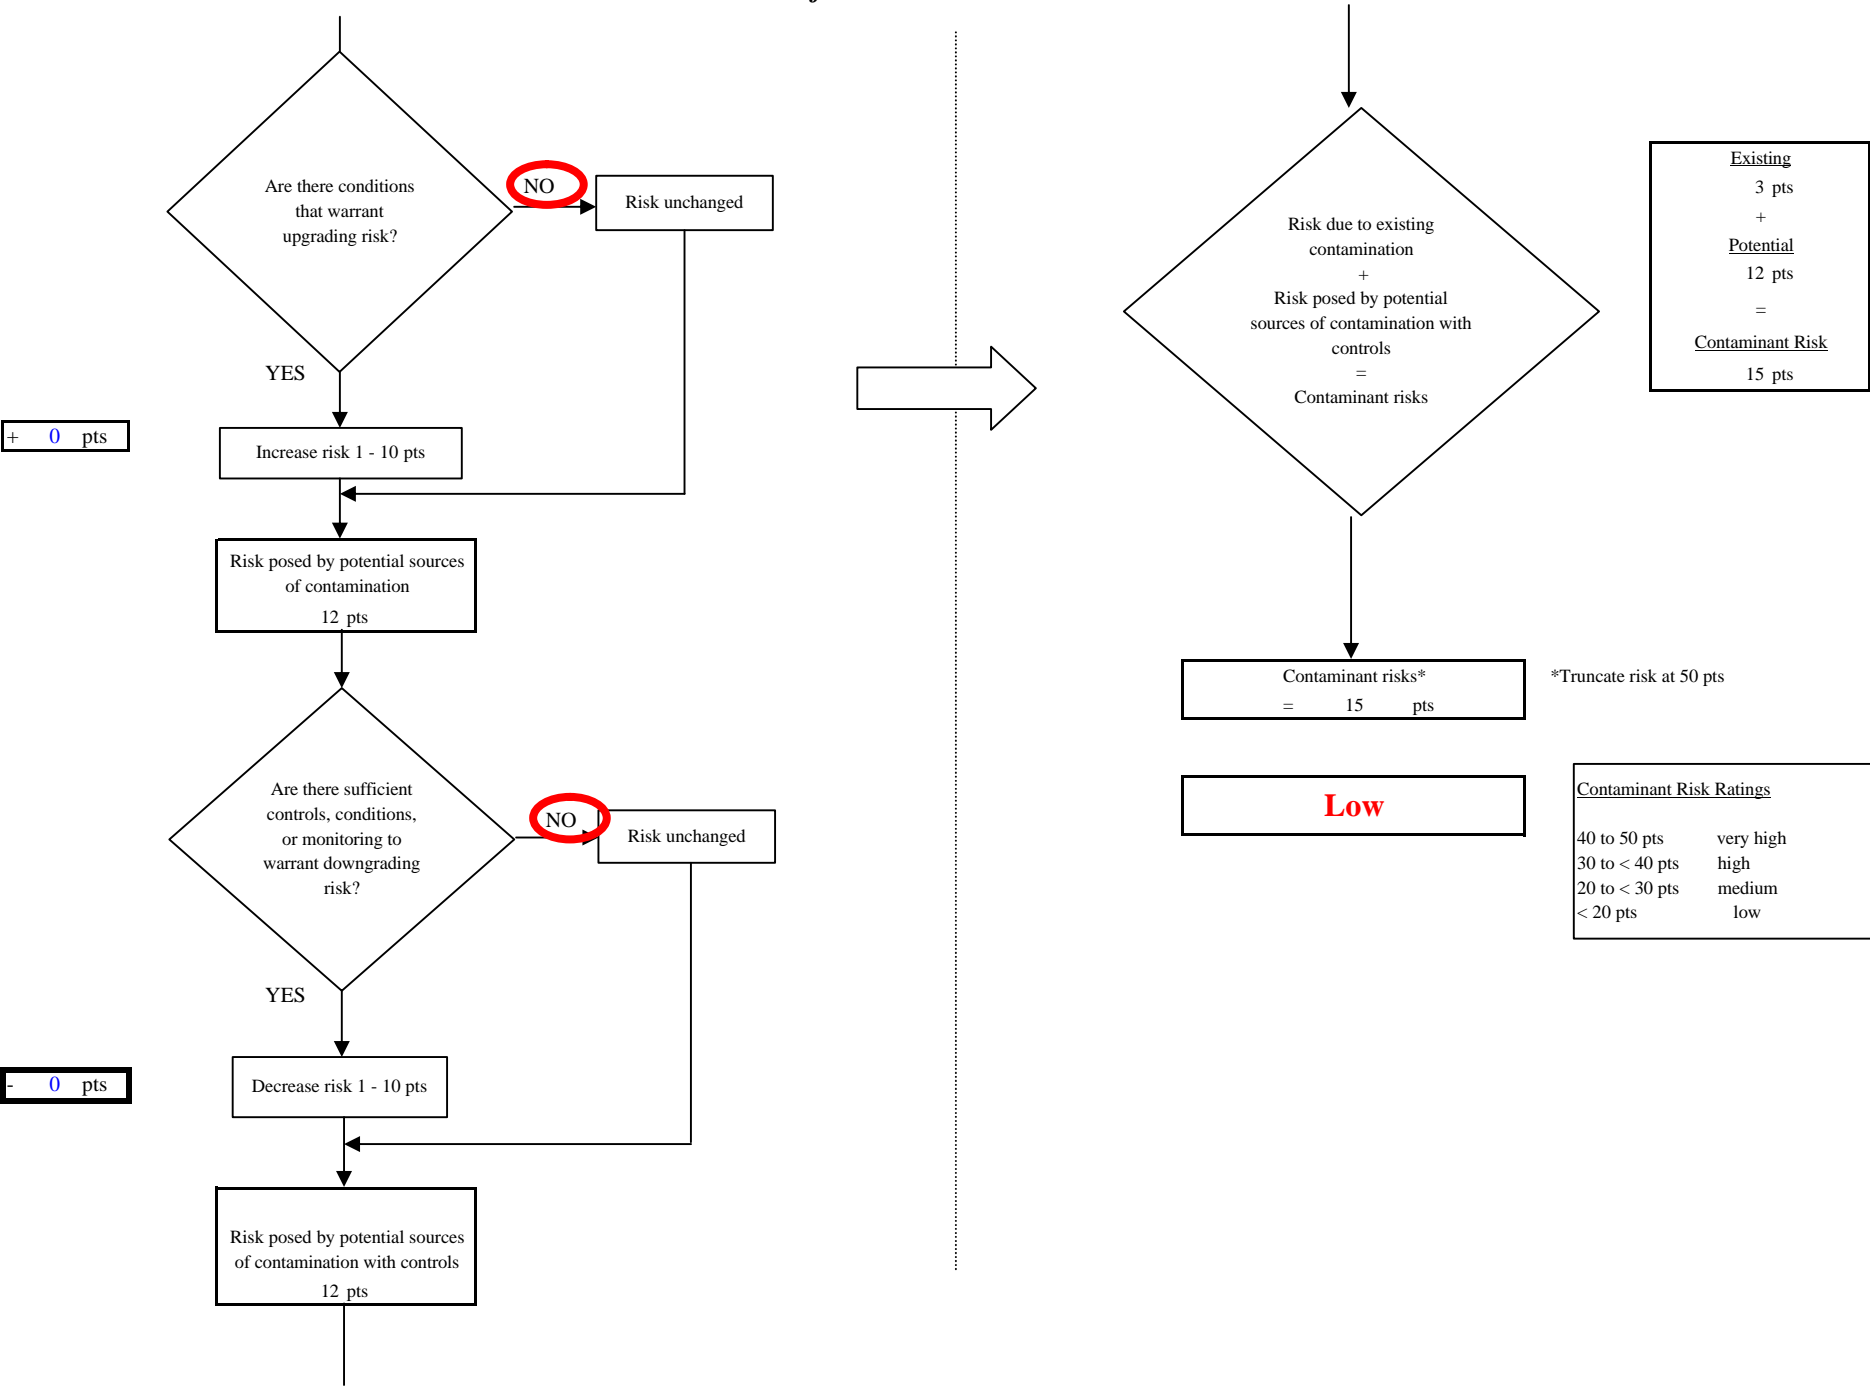 Are there conditions
that warrant
upgrading risk?
NO
Risk unchanged
YES
+ 0 pts
Increase risk 1 - 10 pts
Risk posed by potential sources
of contamination
12 pts
Are there sufficient
controls, conditions,
or monitoring to
warrant downgrading
risk?
NO
Risk unchanged
YES
- 0 pts
Decrease risk 1 - 10 pts
Risk posed by potential sources
of contamination with controls
12 pts
Risk due to existing
contamination
+
Risk posed by potential
sources of contamination with
controls
=
Contaminant risks
Existing
3 pts
+
Potential
12 pts
=
Contaminant Risk
15 pts
Contaminant risks*
= 15 pts
*Truncate risk at 50 pts
Low
Contaminant Risk Ratings
40 to 50 pts very high
30 to < 40 pts high
20 to < 30 pts medium
< 20 pts low